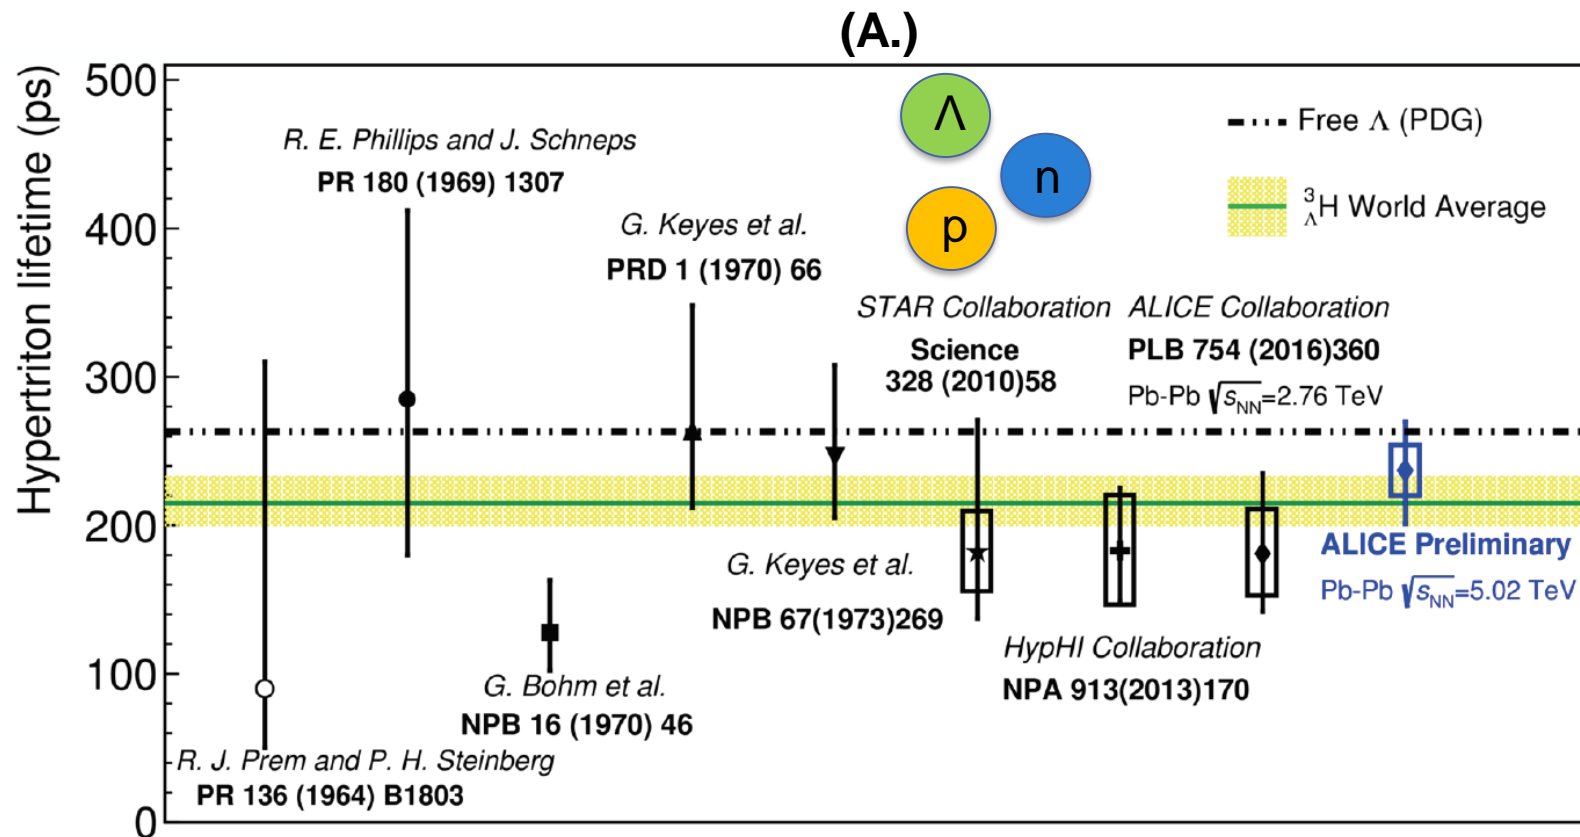 (A.)
Hypertriton lifetime (ps)
500
400
300
200
100
0
R. E. Phillips and J. Schneps
PR 180 (1969) 1307
G. Keyes et al.
PRD 1 (1970) 66
Λ
n
p
Free Λ (PDG)
³ΛH World Average
STAR Collaboration
Science
328 (2010)58
ALICE Collaboration
PLB 754 (2016)360
Pb-Pb √sNN=2.76 TeV
G. Keyes et al.
NPB 67(1973)269
ALICE Preliminary
Pb-Pb √sNN=5.02 TeV
HypHI Collaboration
NPA 913(2013)170
G. Bohm et al.
NPB 16 (1970) 46
R. J. Prem and P. H. Steinberg
PR 136 (1964) B1803